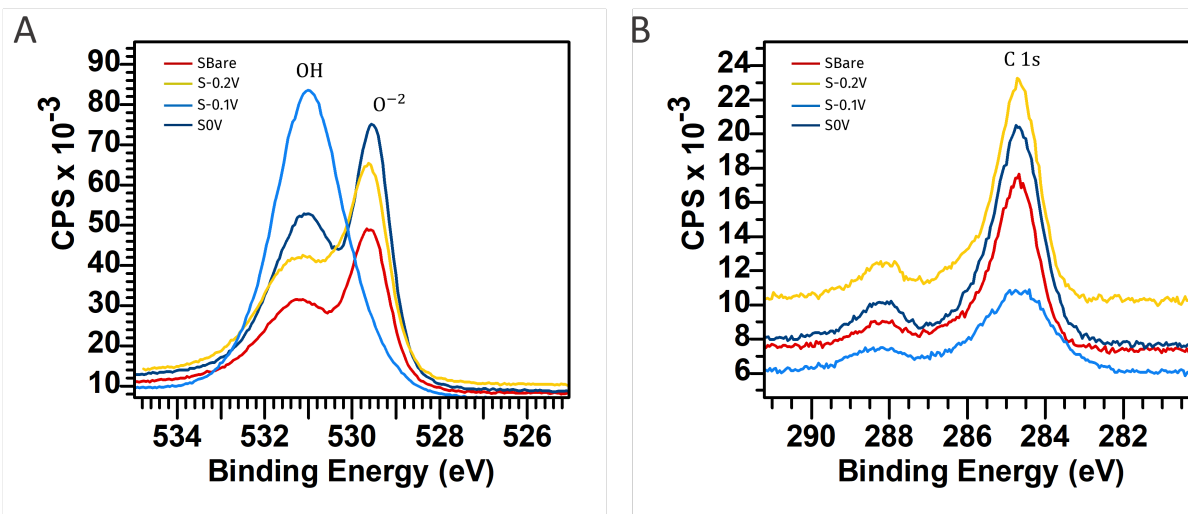 A
SBare
S-0.2V
S-0.1V
S0V
OH
O⁻²
90
80
70
60
50
40
30
20
10
CPS x 10⁻³
534 532 530 528 526
Binding Energy (eV)
B
SBare
S-0.2V
S-0.1V
S0V
C 1s
24
22
20
18
16
14
12
10
8
6
CPS x 10⁻³
290 288 286 284 282
Binding Energy (eV)